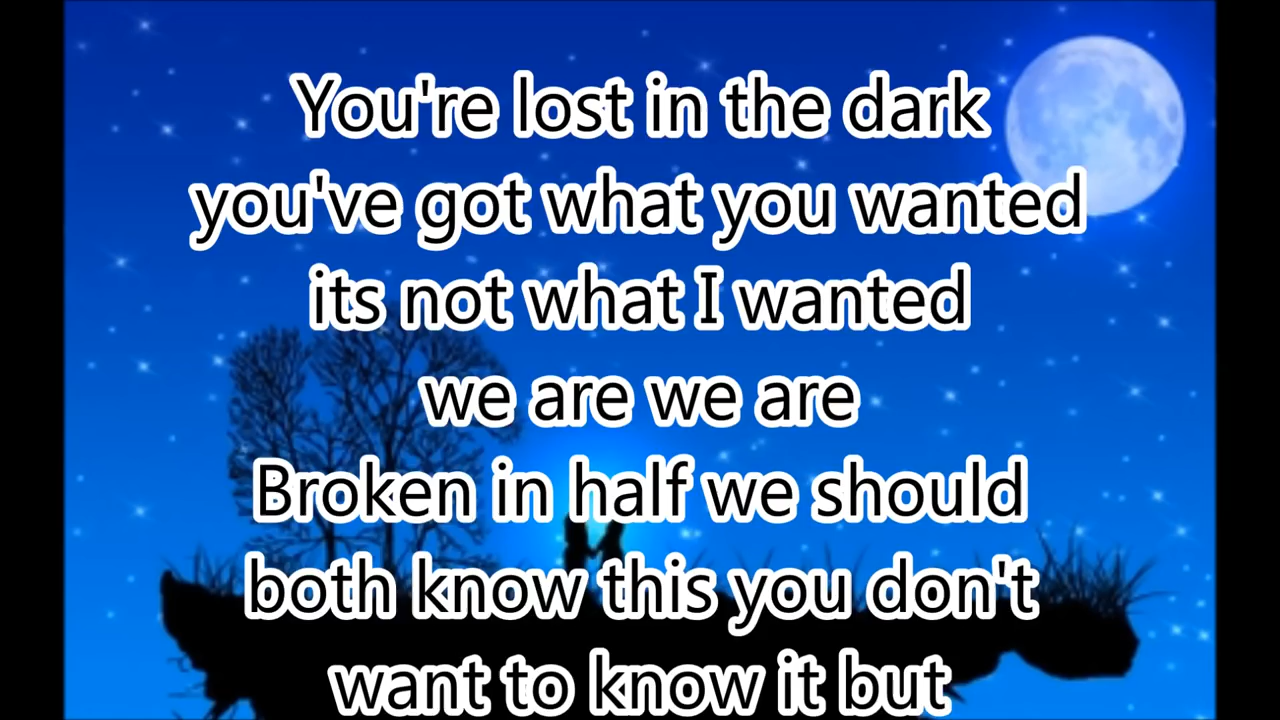 You're lost in the dark
you've got what you wanted
its not what I wanted
we are we are
Broken in half we should
both know this you don't
want to know it but